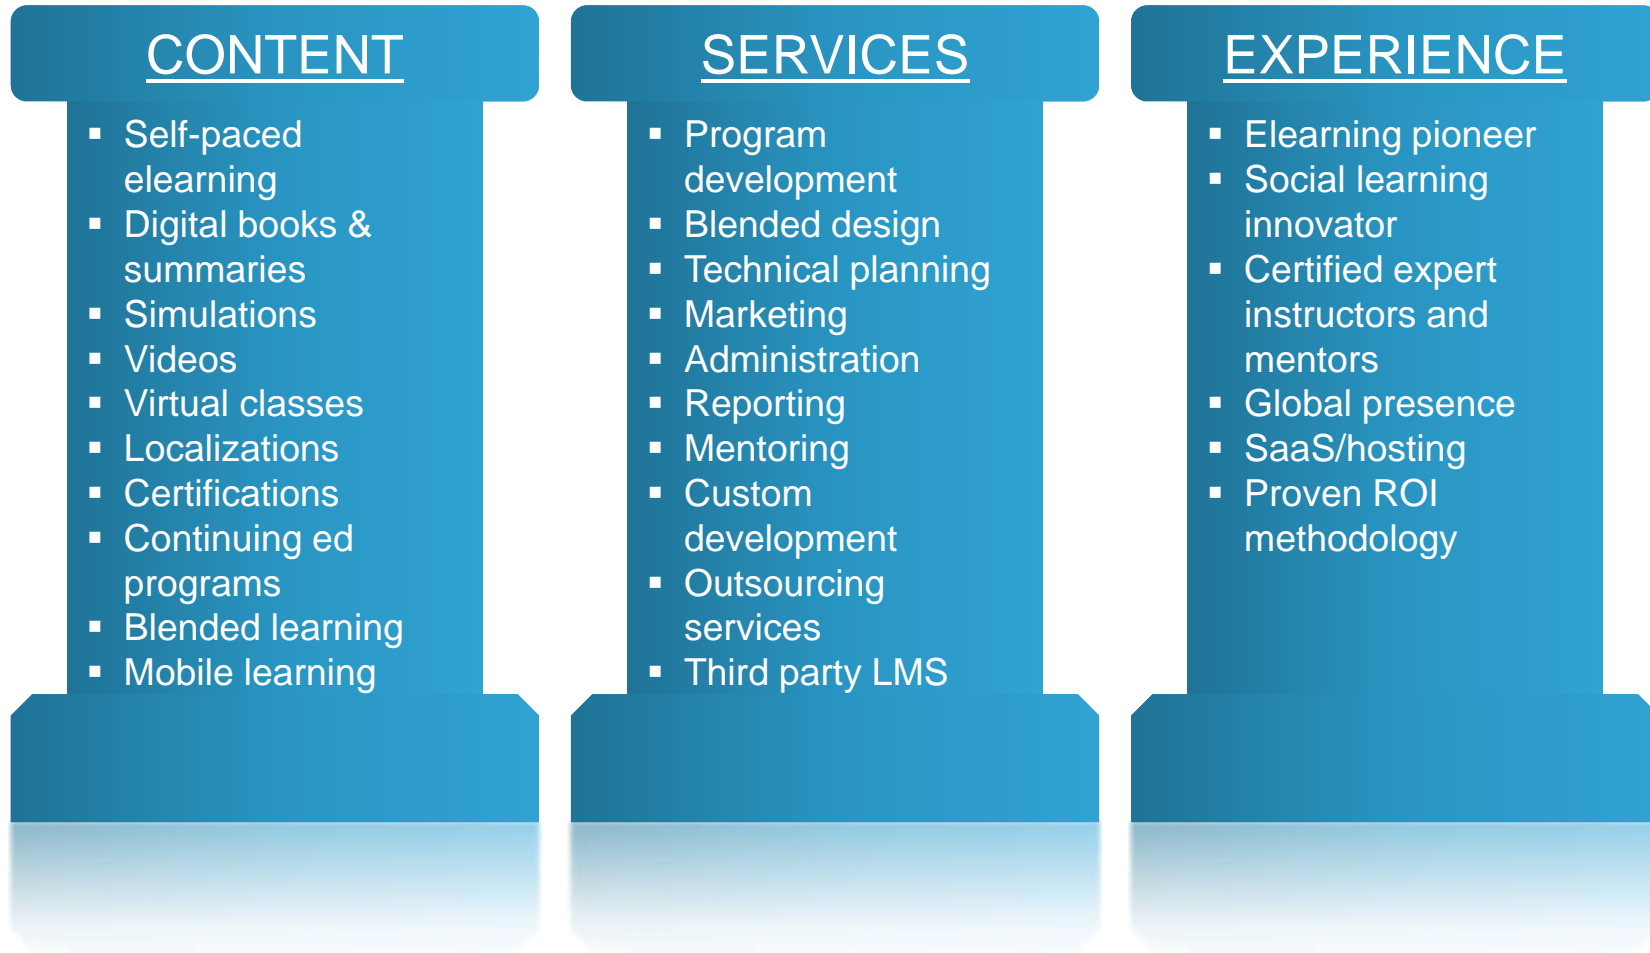 CONTENT
▪ Self-paced
elearning
▪ Digital books &
summaries
▪ Simulations
▪ Videos
▪ Virtual classes
▪ Localizations
▪ Certifications
▪ Continuing ed
programs
▪ Blended learning
▪ Mobile learning
SERVICES
▪ Program
development
▪ Blended design
▪ Technical planning
▪ Marketing
▪ Administration
▪ Reporting
▪ Mentoring
▪ Custom
development
▪ Outsourcing
services
▪ Third party LMS
EXPERIENCE
▪ Elearning pioneer
▪ Social learning
innovator
▪ Certified expert
instructors and
mentors
▪ Global presence
▪ SaaS/hosting
▪ Proven ROI
methodology